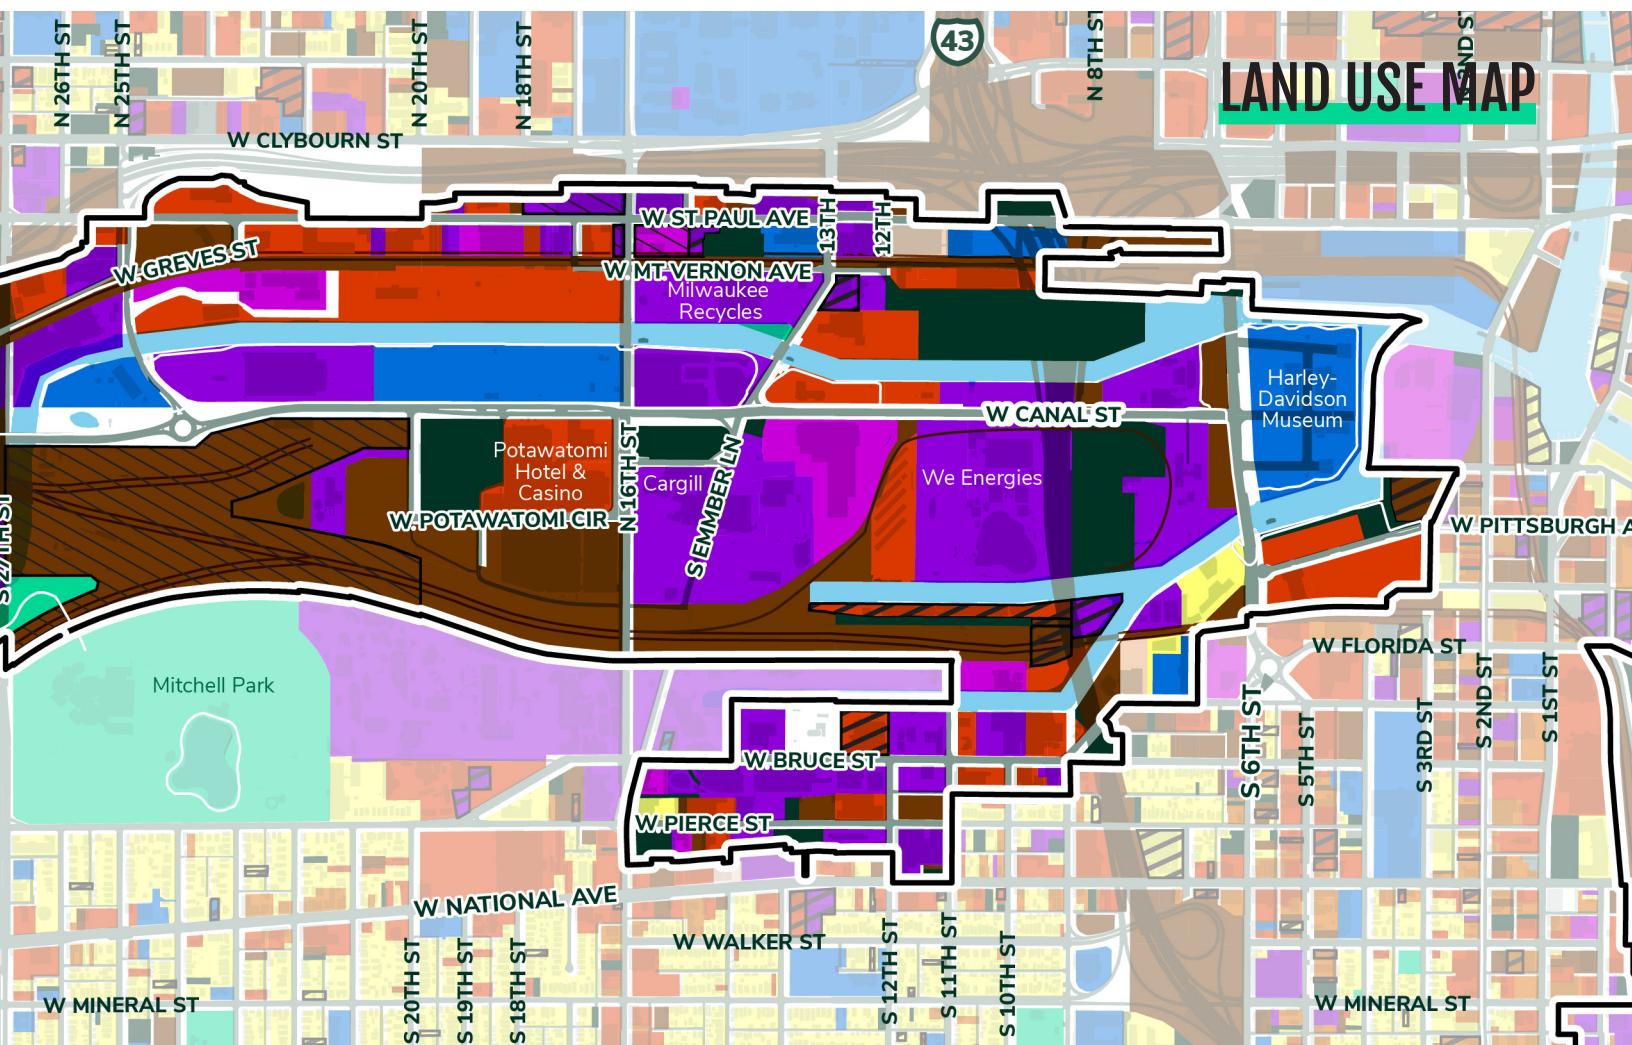 N 26TH ST
N 25TH ST
N 20TH ST
N 18TH ST
43
N 8TH ST
LAND USE MAP
W CLYBOURN ST
W ST PAUL AVE
13TH
12TH
W GREVES ST
W MT VERNON AVE
Milwaukee
Recycles
Harley-
Davidson
Museum
W CANAL ST
Potawatomi
Hotel &
Casino
N 16TH ST
Cargill
S EMMBER LN
We Energies
W POTAWATOMI CIR
W PITTSBURGH A
S 27TH ST
Mitchell Park
W FLORIDA ST
S 6TH ST
S 5TH ST
S 3RD ST
S 2ND ST
S 1ST ST
W BRUCE ST
W PIERCE ST
W NATIONAL AVE
W WALKER ST
S 12TH ST
S 11TH ST
S 10TH ST
S 20TH ST
S 19TH ST
S 18TH ST
W MINERAL ST
W MINERAL ST